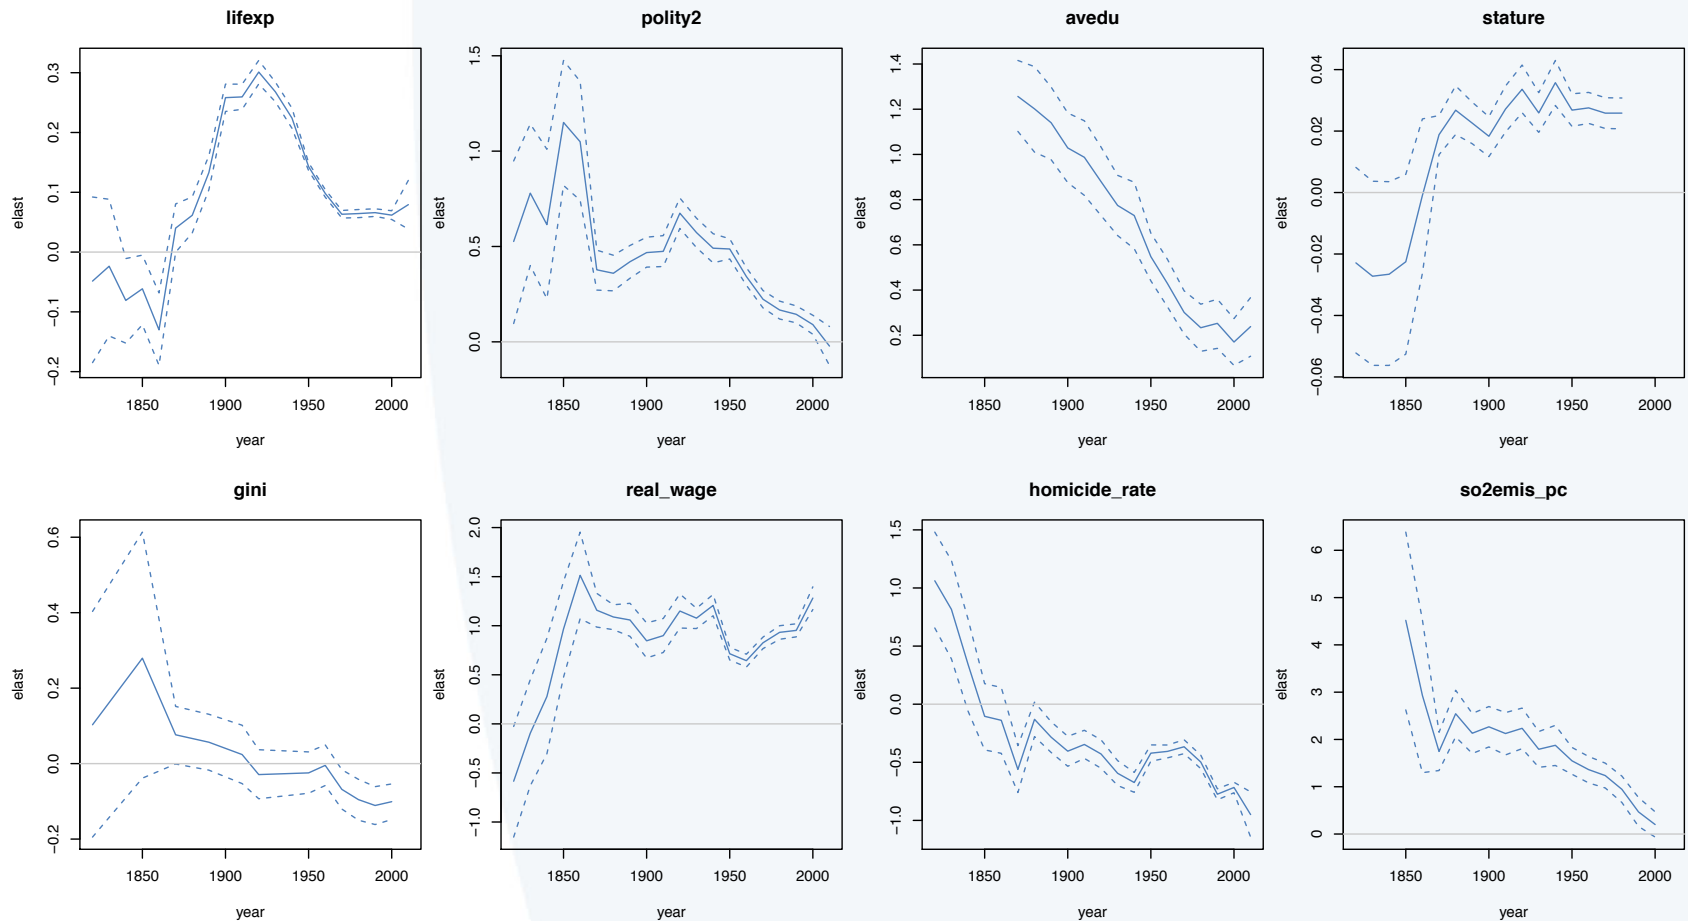 lifexp
elast
0.3
0.2
0.1
0.0
−0.1
−0.2
1850 1900 1950 2000
year
polity2
elast
1.5
1.0
0.5
0.0
1850 1900 1950 2000
year
avedu
elast
1.4
1.2
1.0
0.8
0.6
0.4
0.2
1850 1900 1950 2000
year
stature
elast
0.04
0.02
0.00
−0.02
−0.04
−0.06
1850 1900 1950 2000
year
gini
elast
0.6
0.4
0.2
0.0
−0.2
1850 1900 1950 2000
year
real_wage
elast
2.0
1.5
1.0
0.5
0.0
−0.5
−1.0
1850 1900 1950 2000
year
homicide_rate
elast
1.5
1.0
0.5
0.0
−0.5
−1.0
1850 1900 1950 2000
year
so2emis_pc
elast
6
5
4
3
2
1
0
1850 1900 1950 2000
year